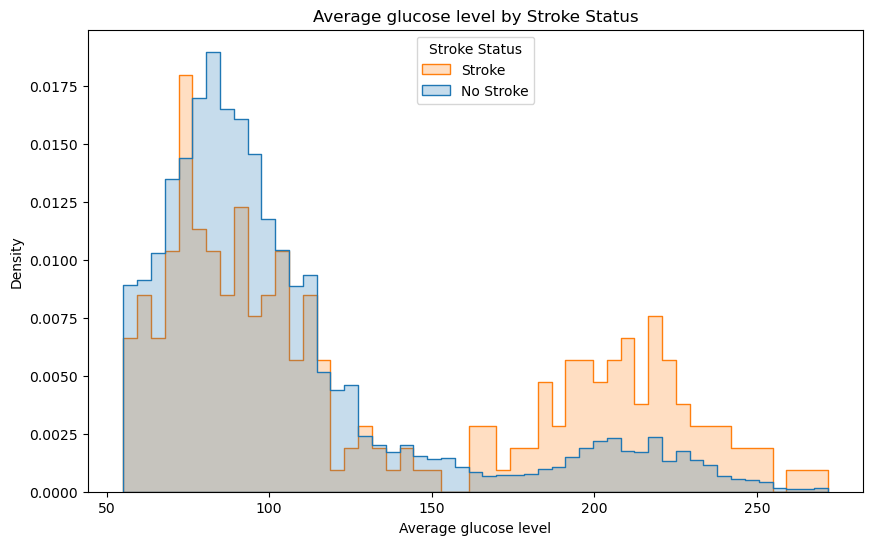 Average glucose level by Stroke Status
Stroke Status
Stroke
No Stroke
Density
0.0175
0.0150
0.0125
0.0100
0.0075
0.0050
0.0025
0.0000
50 100 150 200 250
Average glucose level